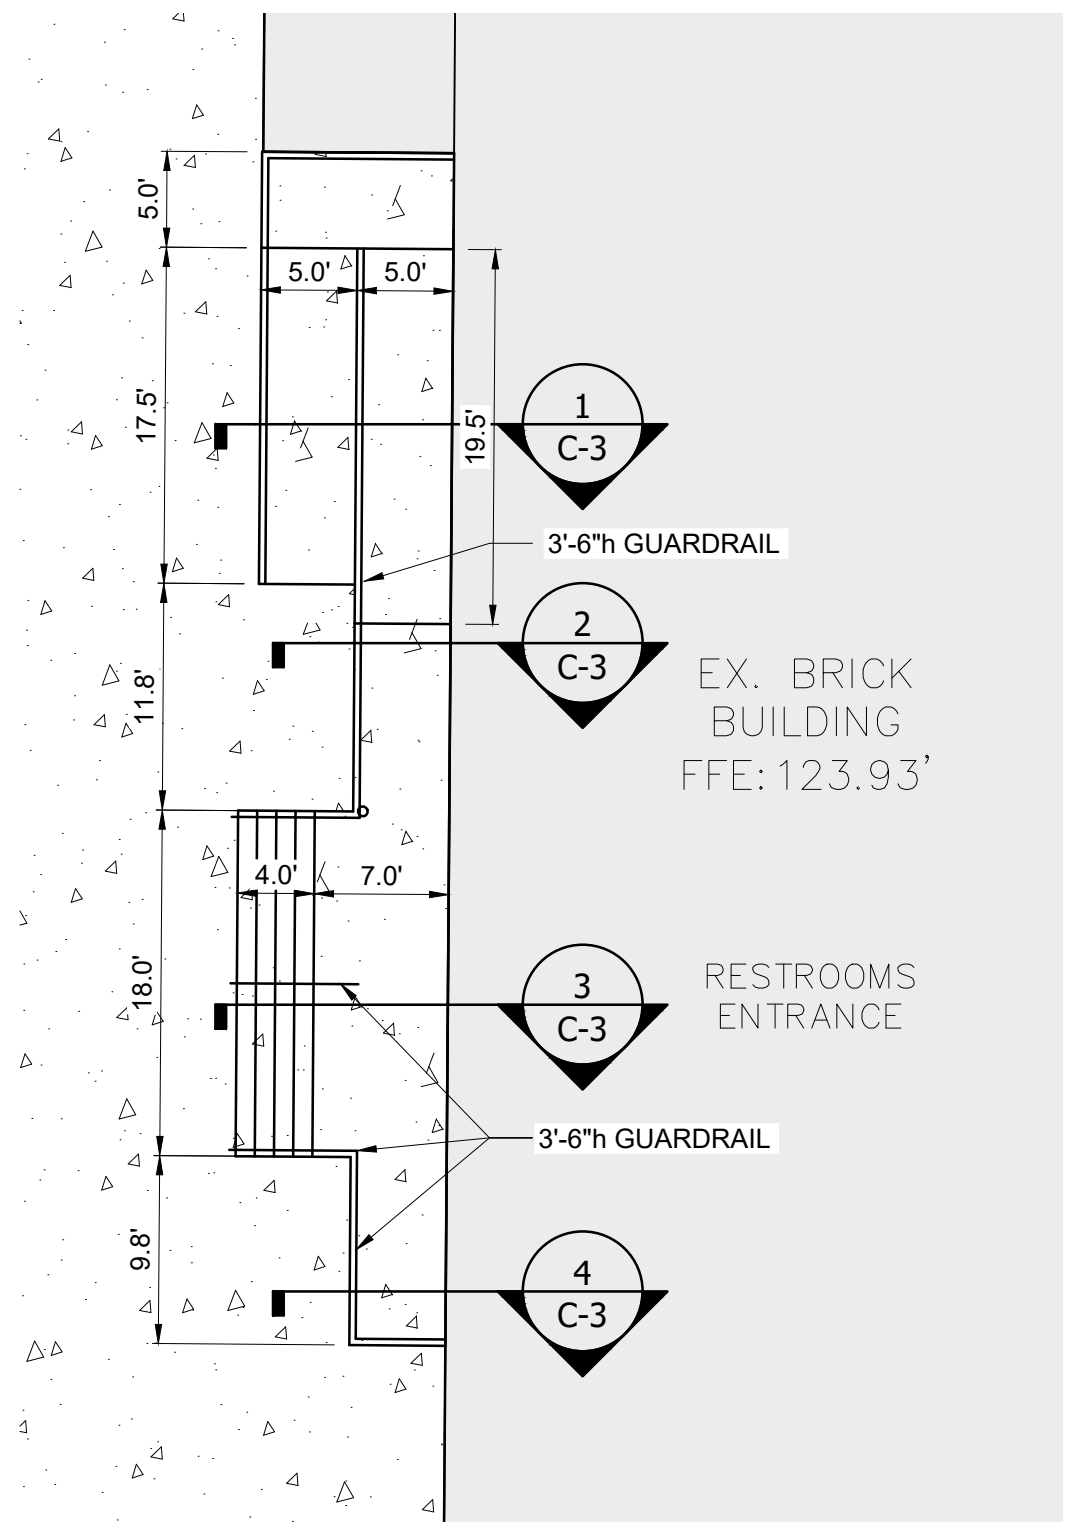 5.0'
5.0' 5.0'
17.5'
19.5'
1
C-3
3'-6"h GUARDRAIL
2
C-3
11.8'
EX. BRICK
BUILDING
FFE: 123.93'
4.0' 7.0'
18.0'
3
C-3
RESTROOMS
ENTRANCE
3'-6"h GUARDRAIL
9.8'
4
C-3